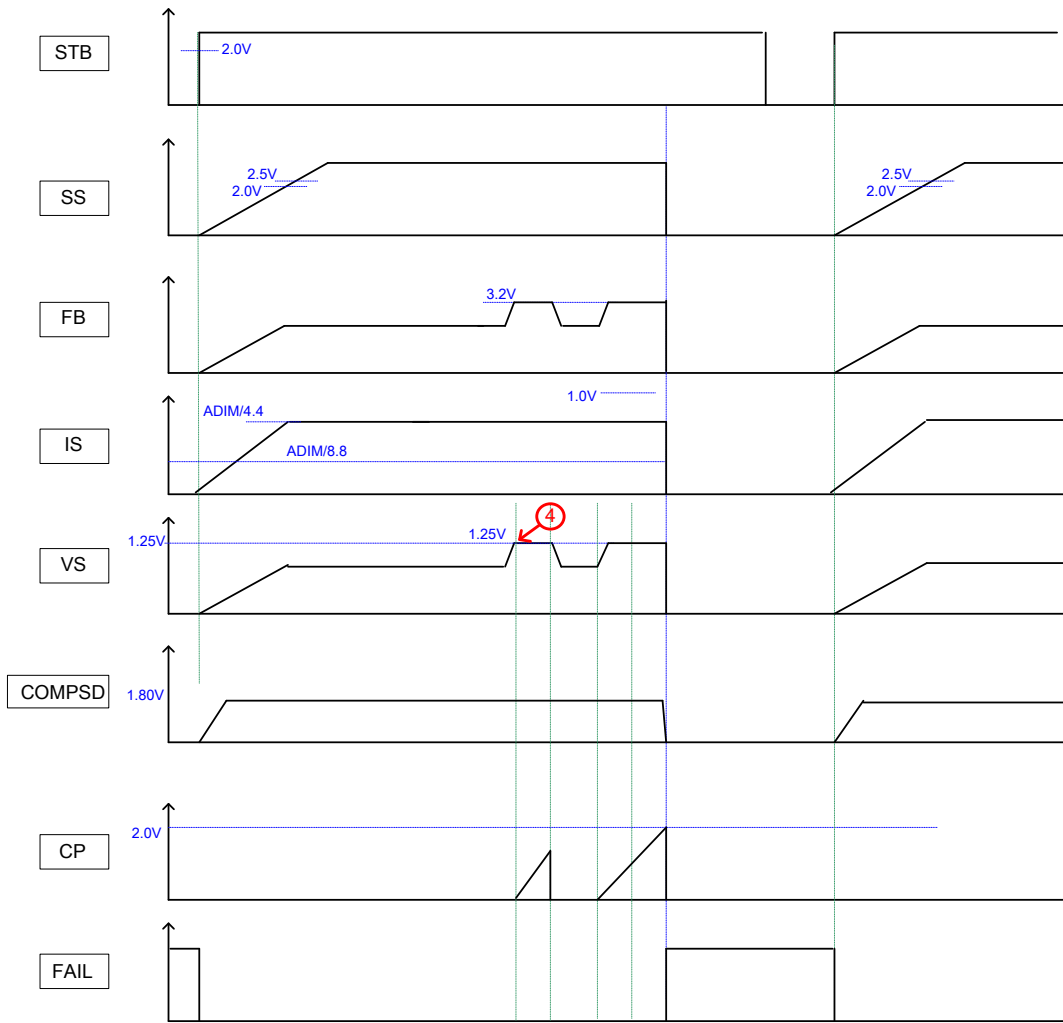 STB
2.0V
SS
2.5V
2.0V
2.5V
2.0V
FB
3.2V
IS
ADIM/4.4
1.0V
ADIM/8.8
VS
1.25V
1.25V
4
COMPSD
1.80V
CP
2.0V
FAIL